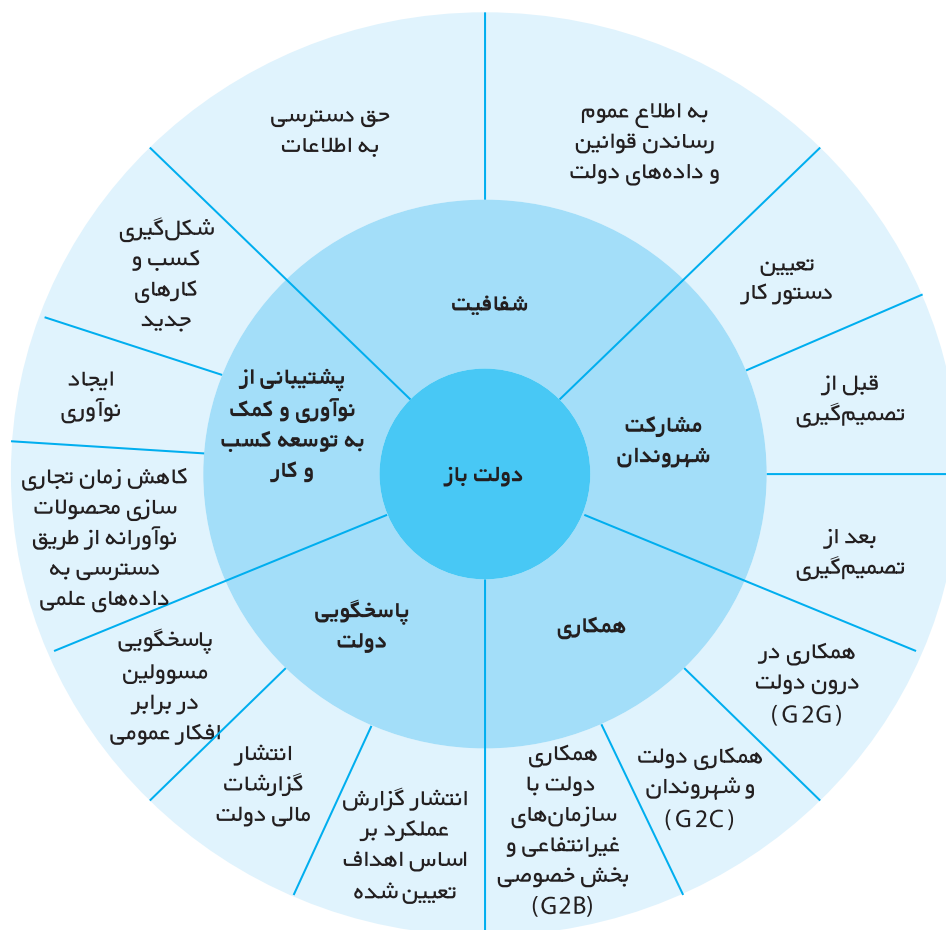 دولت باز
شفافیت
مشارکت
شهروندان
همکاری
پاسخگویی
دولت
پشتیبانی از
نوآوری و کمک
به توسعه کسب
و کار
به اطلاع عموم
رساندن قوانین
و داده‌های دولت
تعیین
دستور کار
قبل از
تصمیم‌گیری
بعد از
تصمیم‌گیری
همکاری در
درون دولت
(G2G)
همکاری دولت
و شهروندان
(G2C)
همکاری
دولت با
سازمان‌های
غیرانتفاعی و
بخش خصوصی
(G2B)
انتشار گزارش
عملکرد بر
اساس اهداف
تعیین شده
انتشار
گزارشات
مالی دولت
پاسخگویی
مسوولین
در برابر
افکار عمومی
کاهش زمان تجاری
سازی محصولات
نوآورانه از طریق
دسترسی به
داده‌های علمی
ایجاد
نوآوری
شکل‌گیری
کسب و
کارهای
جدید
حق دسترسی
به اطلاعات